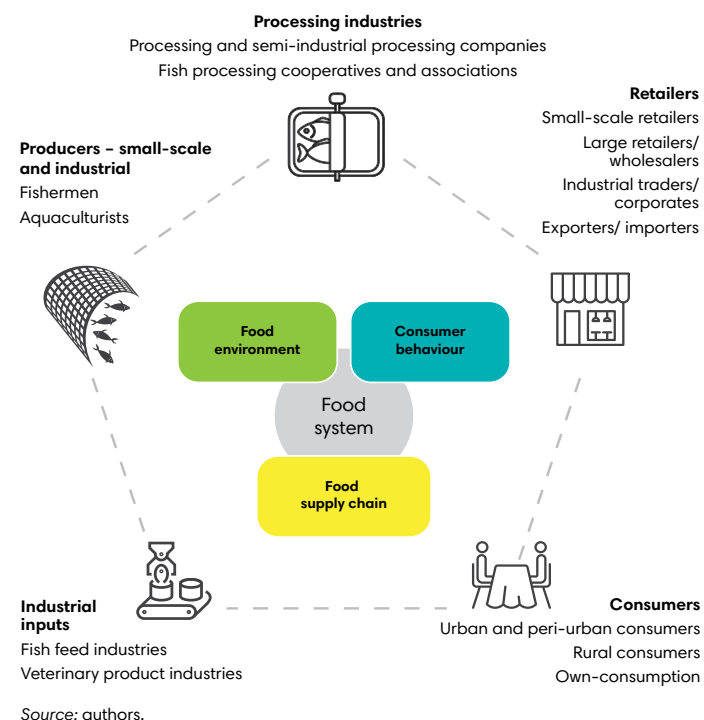 Processing industries
Processing and semi-industrial processing companies
Fish processing cooperatives and associations
Retailers
Small-scale retailers
Large retailers/
wholesalers
Industrial traders/
corporates
Exporters/ importers
Producers – small-scale
and industrial
Fishermen
Aquaculturists
Food
environment
Consumer
behaviour
Food
system
Food
supply chain
Industrial
inputs
Fish feed industries
Veterinary product industries
Consumers
Urban and peri-urban consumers
Rural consumers
Own-consumption
Source: authors.